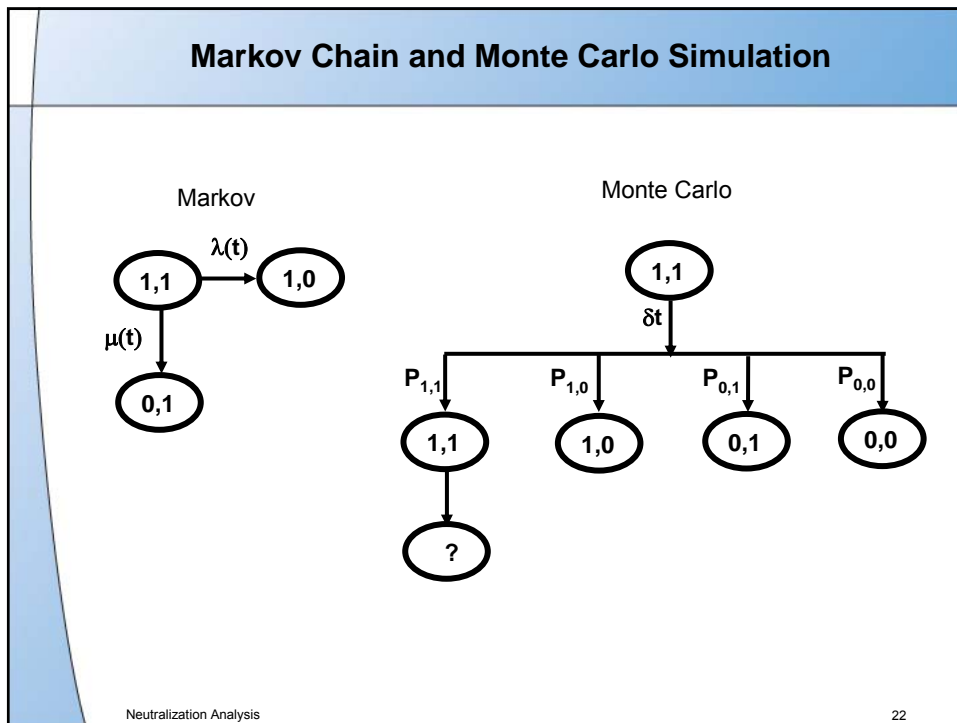 Markov Chain and Monte Carlo Simulation
Markov
λ(t)
1,1
1,0
μ(t)
0,1
Monte Carlo
1,1
δt
P1,1
P1,0
P0,1
P0,0
1,1
1,0
0,1
0,0
?
Neutralization Analysis
22